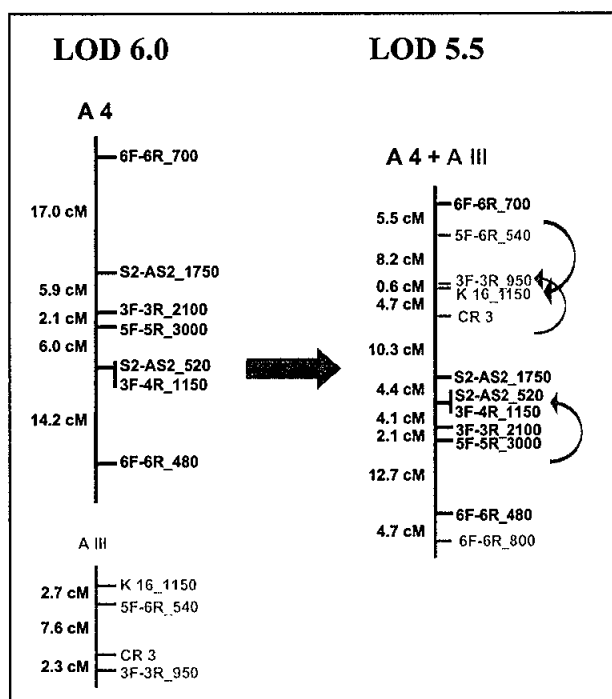 LOD 6.0
A 4
6F-6R_700
17.0 cM
S2-AS2_1750
5.9 cM
3F-3R_2100
2.1 cM
5F-5R_3000
6.0 cM
S2-AS2_520
3F-4R_1150
14.2 cM
6F-6R_480
A III
K 16_1150
2.7 cM
5F-6R_540
7.6 cM
CR 3
2.3 cM
3F-3R_950
LOD 5.5
A 4 + A III
6F-6R_700
5.5 cM
5F-6R_540
8.2 cM
3F-3R_950
0.6 cM
K 16_1150
4.7 cM
CR 3
10.3 cM
S2-AS2_1750
4.4 cM
S2-AS2_520
3F-4R_1150
4.1 cM
3F-3R_2100
2.1 cM
5F-5R_3000
12.7 cM
6F-6R_480
4.7 cM
6F-6R_800